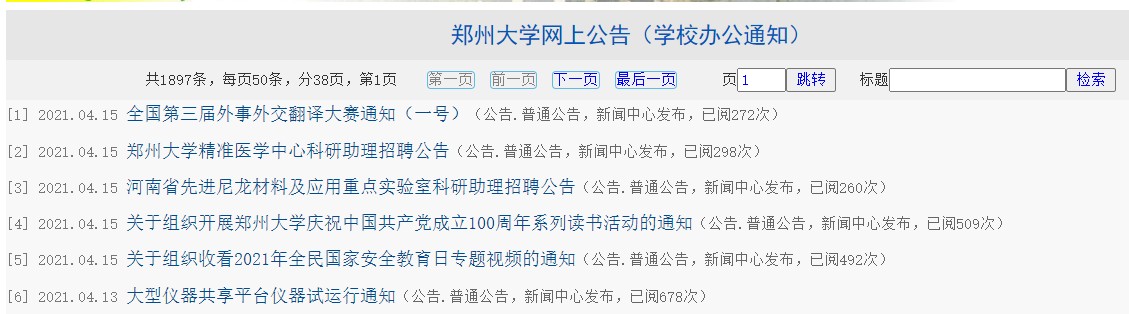 郑州大学网上公告（学校办公通知）
共1897条，每页50条，分38页，第1页 第一页 前一页 下一页 最后一页 页 1 跳转 标题 检索
[1] 2021.04.15 全国第三届外事外交翻译大赛通知（一号）（公告.普通公告，新闻中心发布，已阅272次）
[2] 2021.04.15 郑州大学精准医学中心科研助理招聘公告（公告.普通公告，新闻中心发布，已阅298次）
[3] 2021.04.15 河南省先进尼龙材料及应用重点实验室科研助理招聘公告（公告.普通公告，新闻中心发布，已阅260次）
[4] 2021.04.15 关于组织开展郑州大学庆祝中国共产党成立100周年系列读书活动的通知（公告.普通公告，新闻中心发布，已阅509次）
[5] 2021.04.15 关于组织收看2021年全民国家安全教育日专题视频的通知（公告.普通公告，新闻中心发布，已阅492次）
[6] 2021.04.13 大型仪器共享平台仪器试运行通知（公告.普通公告，新闻中心发布，已阅678次）